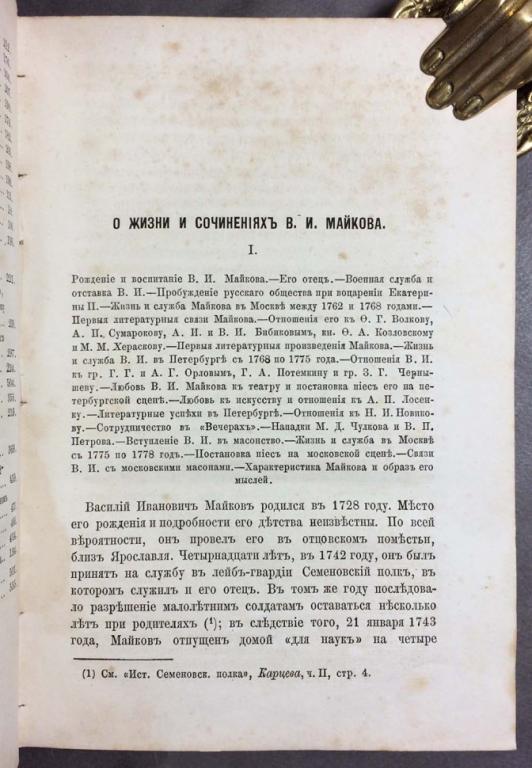 О ЖИЗНИ И СОЧИНЕНІЯХЪ В. И. МАЙКОВА.
I.
Рожденіе и воспитаніе В. И. Майкова.—Его отецъ.—Военная служба и
отставка В. И.—Пробужденіе русскаго общества при воцареніи Екатери-
ны II.—Жизнь и служба Майкова въ Москвѣ между 1762 и 1768 годами.—
Первыя литературныя связи Майкова.—Отношенія его къ Ѳ. Г. Волкову,
А. П. Сумарокову, А. И. и В. И. Бибиковымъ, кн. Ѳ. А. Козловскому
и М. М. Хераскову.—Первыя литературныя произведенія Майкова.—Жизнь
и служба В. И. въ Петербургѣ съ 1768 по 1775 года.—Отношенія В. И.
къ гр. Г. Г. и А. Г. Орловымъ, Г. А. Потемкину и гр. З. Г. Черны-
шеву.—Любовь В. И. Майкова къ театру и постановка піесъ его на пе-
тербургской сценѣ.—Любовь къ искусству и отношенія къ А. П. Лосен-
ку.—Литературные успѣхи въ Петербургѣ.—Отношенія къ Н. И. Новико-
ву.—Сотрудничество въ «Вечерахъ».—Нападки М. Д. Чулкова и В. П.
Петрова.—Вступленіе В. И. въ масонство.—Жизнь и служба въ Москвѣ
съ 1775 по 1778 годъ.—Постановка піесъ на московской сценѣ.—Связи
В. И. съ московскими масонами.—Характеристика Майкова и образъ его
мыслей.
Василій Ивановичъ Майковъ родился въ 1728 году. Мѣсто
его рожденія и подробности его дѣтства неизвѣстны. По всей
вѣроятности, онъ провелъ его въ отцовскомъ помѣстьи,
близъ Ярославля. Четырнадцати лѣтъ, въ 1742 году, онъ былъ
принятъ на службу въ лейбъ-гвардіи Семеновскій полкъ, въ
которомъ служилъ и его отецъ. Въ томъ же году послѣдова-
ло разрѣшеніе малолѣтнимъ солдатамъ оставаться нѣсколько
лѣтъ при родителяхъ (¹); въ слѣдствіе того, 21 января 1743
года, Майковъ отпущенъ домой «для наукъ» на четыре
(1) См. «Ист. Семеновск. полка», Карцева, ч. II, стр. 4.